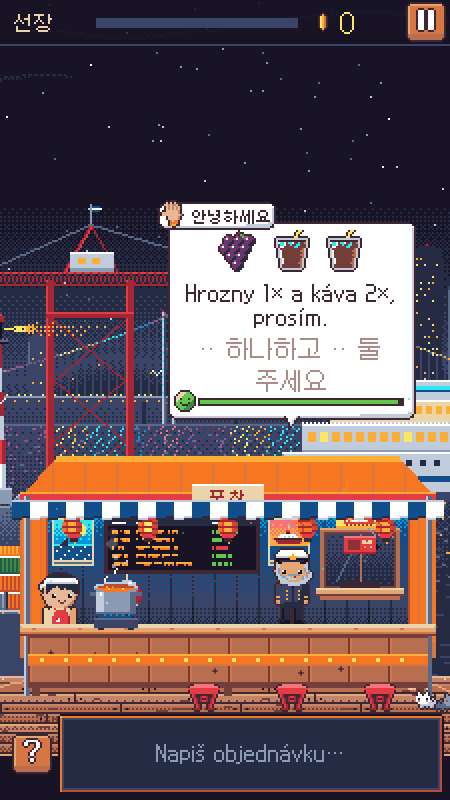 선장
0
안녕하세요
Hrozny 1× a káva 2×,
prosím.
·· 하나하고 ·· 둘
주세요
포차
?
Napiš objednávku…